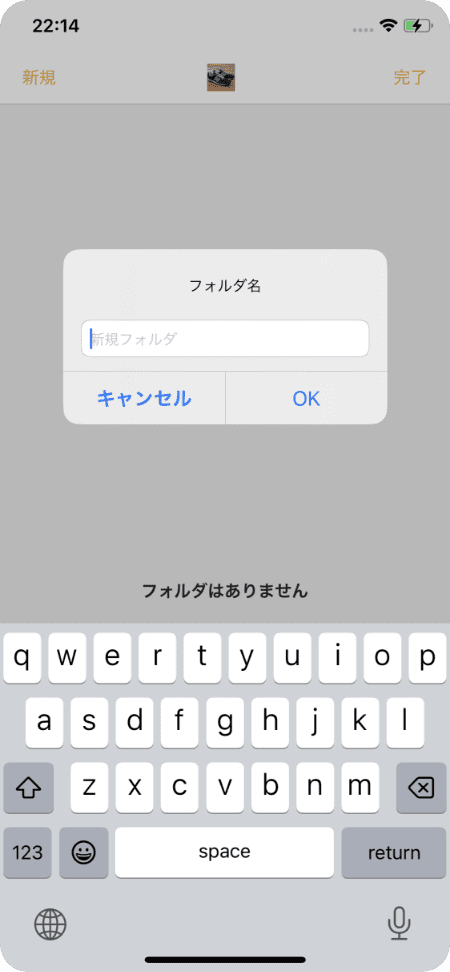 22:14
新規
完了
フォルダ名
新規フォルダ
キャンセル
OK
フォルダはありません
q w e r t y u i o p
a s d f g h j k l
z x c v b n m
123 space return